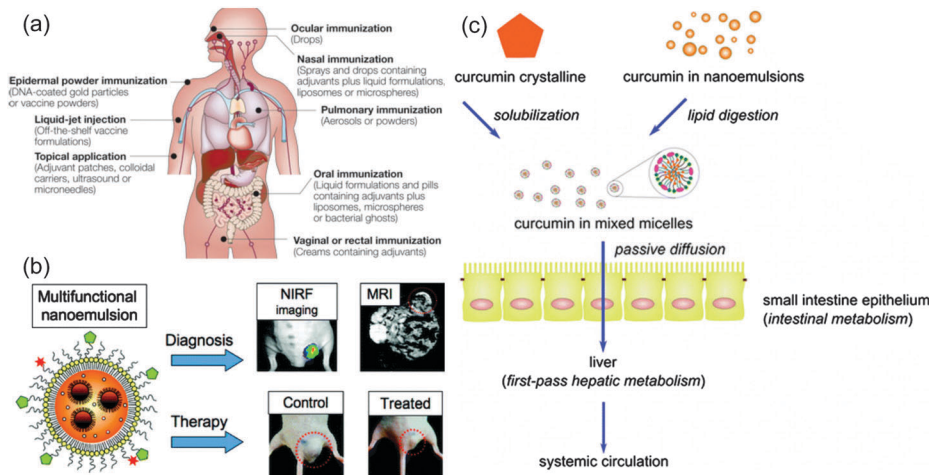 (a)
Ocular immunization
(Drops)
Nasal immunization
(Sprays and drops containing
adjuvants plus liquid formulations,
liposomes or microspheres)
Epidermal powder immunization
(DNA-coated gold particles
or vaccine powders)
Pulmonary immunization
(Aerosols or powders)
Liquid-jet injection
(Off-the-shelf vaccine
formulations)
Topical application
(Adjuvant patches, colloidal
carriers, ultrasound or
microneedles)
Oral immunization
(Liquid formulations and pills
containing adjuvants plus
liposomes, microspheres
or bacterial ghosts)
Vaginal or rectal immunization
(Creams containing adjuvants)
(b)
Multifunctional
nanoemulsion
Diagnosis
NIRF
imaging
MRI
Therapy
Control
Treated
(c)
curcumin crystalline
curcumin in nanoemulsions
solubilization
lipid digestion
curcumin in mixed micelles
passive diffusion
small intestine epithelium
(intestinal metabolism)
liver
(first-pass hepatic metabolism)
systemic circulation